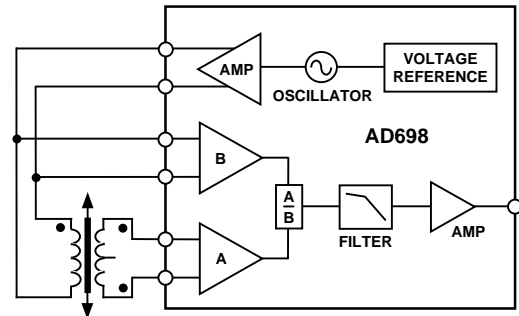 AMP
OSCILLATOR
VOLTAGE
REFERENCE
AD698
B
A
B
A
FILTER
AMP